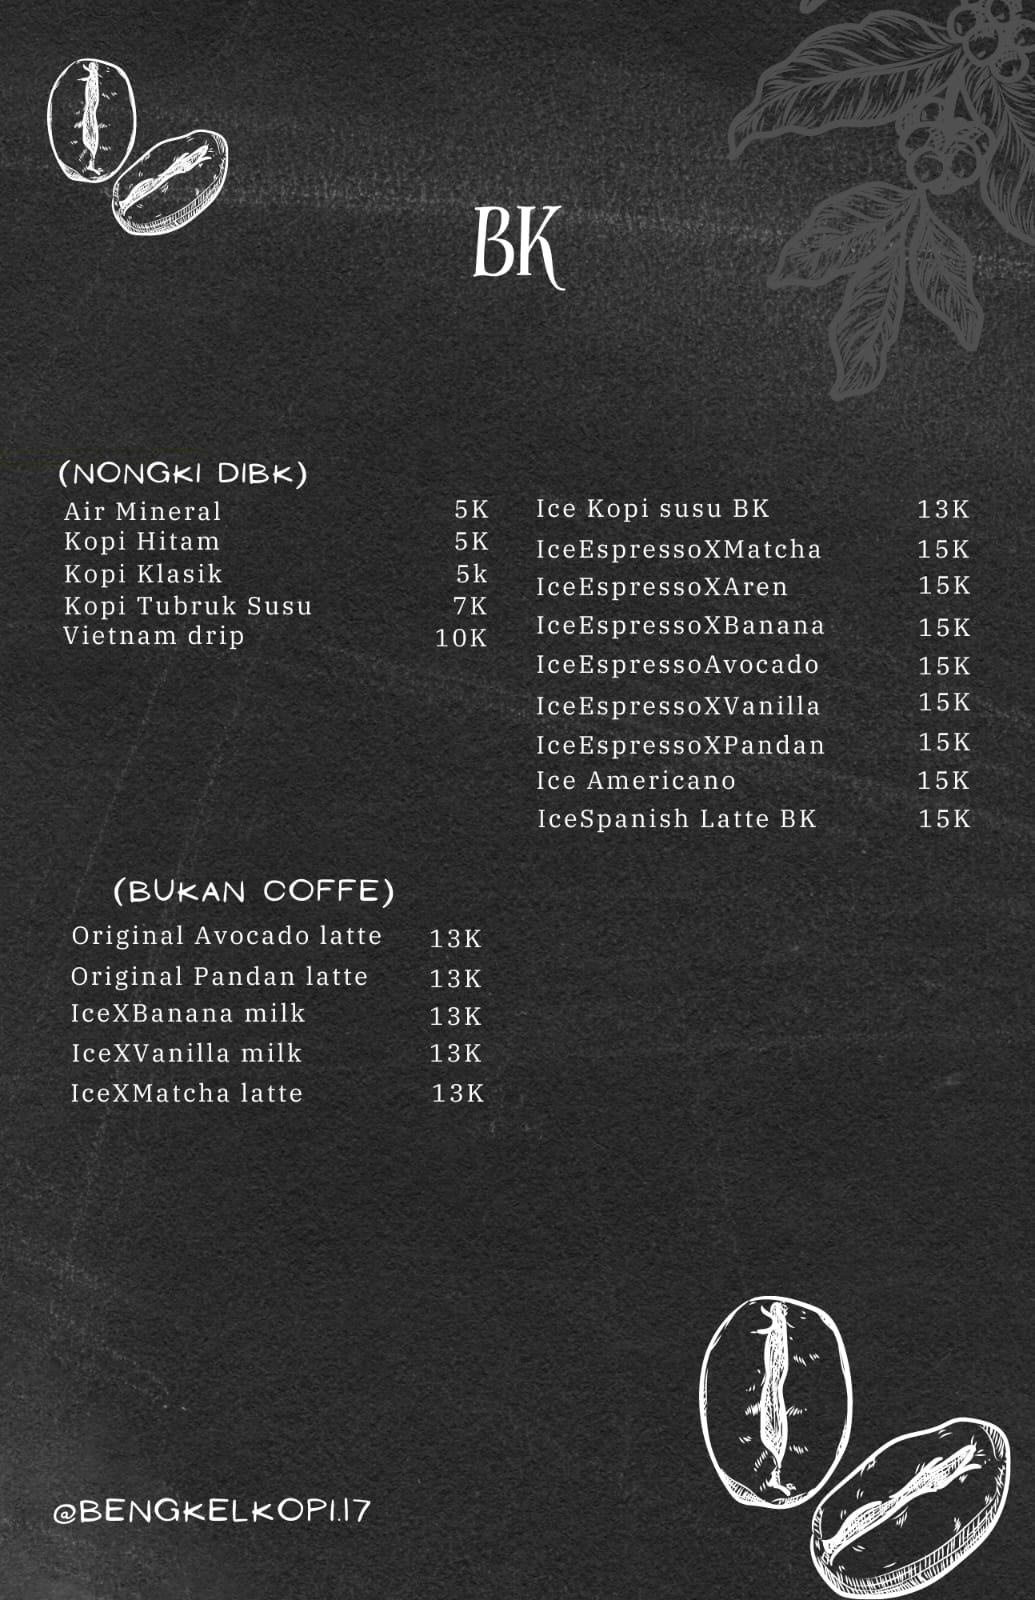 BK
(NONGKI DIBK)
Air Mineral 5K
Kopi Hitam 5K
Kopi Klasik 5k
Kopi Tubruk Susu 7K
Vietnam drip 10K
Ice Kopi susu BK 13K
IceEspressoXMatcha 15K
IceEspressoXAren 15K
IceEspressoXBanana 15K
IceEspressoAvocado 15K
IceEspressoXVanilla 15K
IceEspressoXPandan 15K
Ice Americano 15K
IceSpanish Latte BK 15K
(BUKAN COFFE)
Original Avocado latte 13K
Original Pandan latte 13K
IceXBanana milk 13K
IceXVanilla milk 13K
IceXMatcha latte 13K
@BENGKELKOPI.17